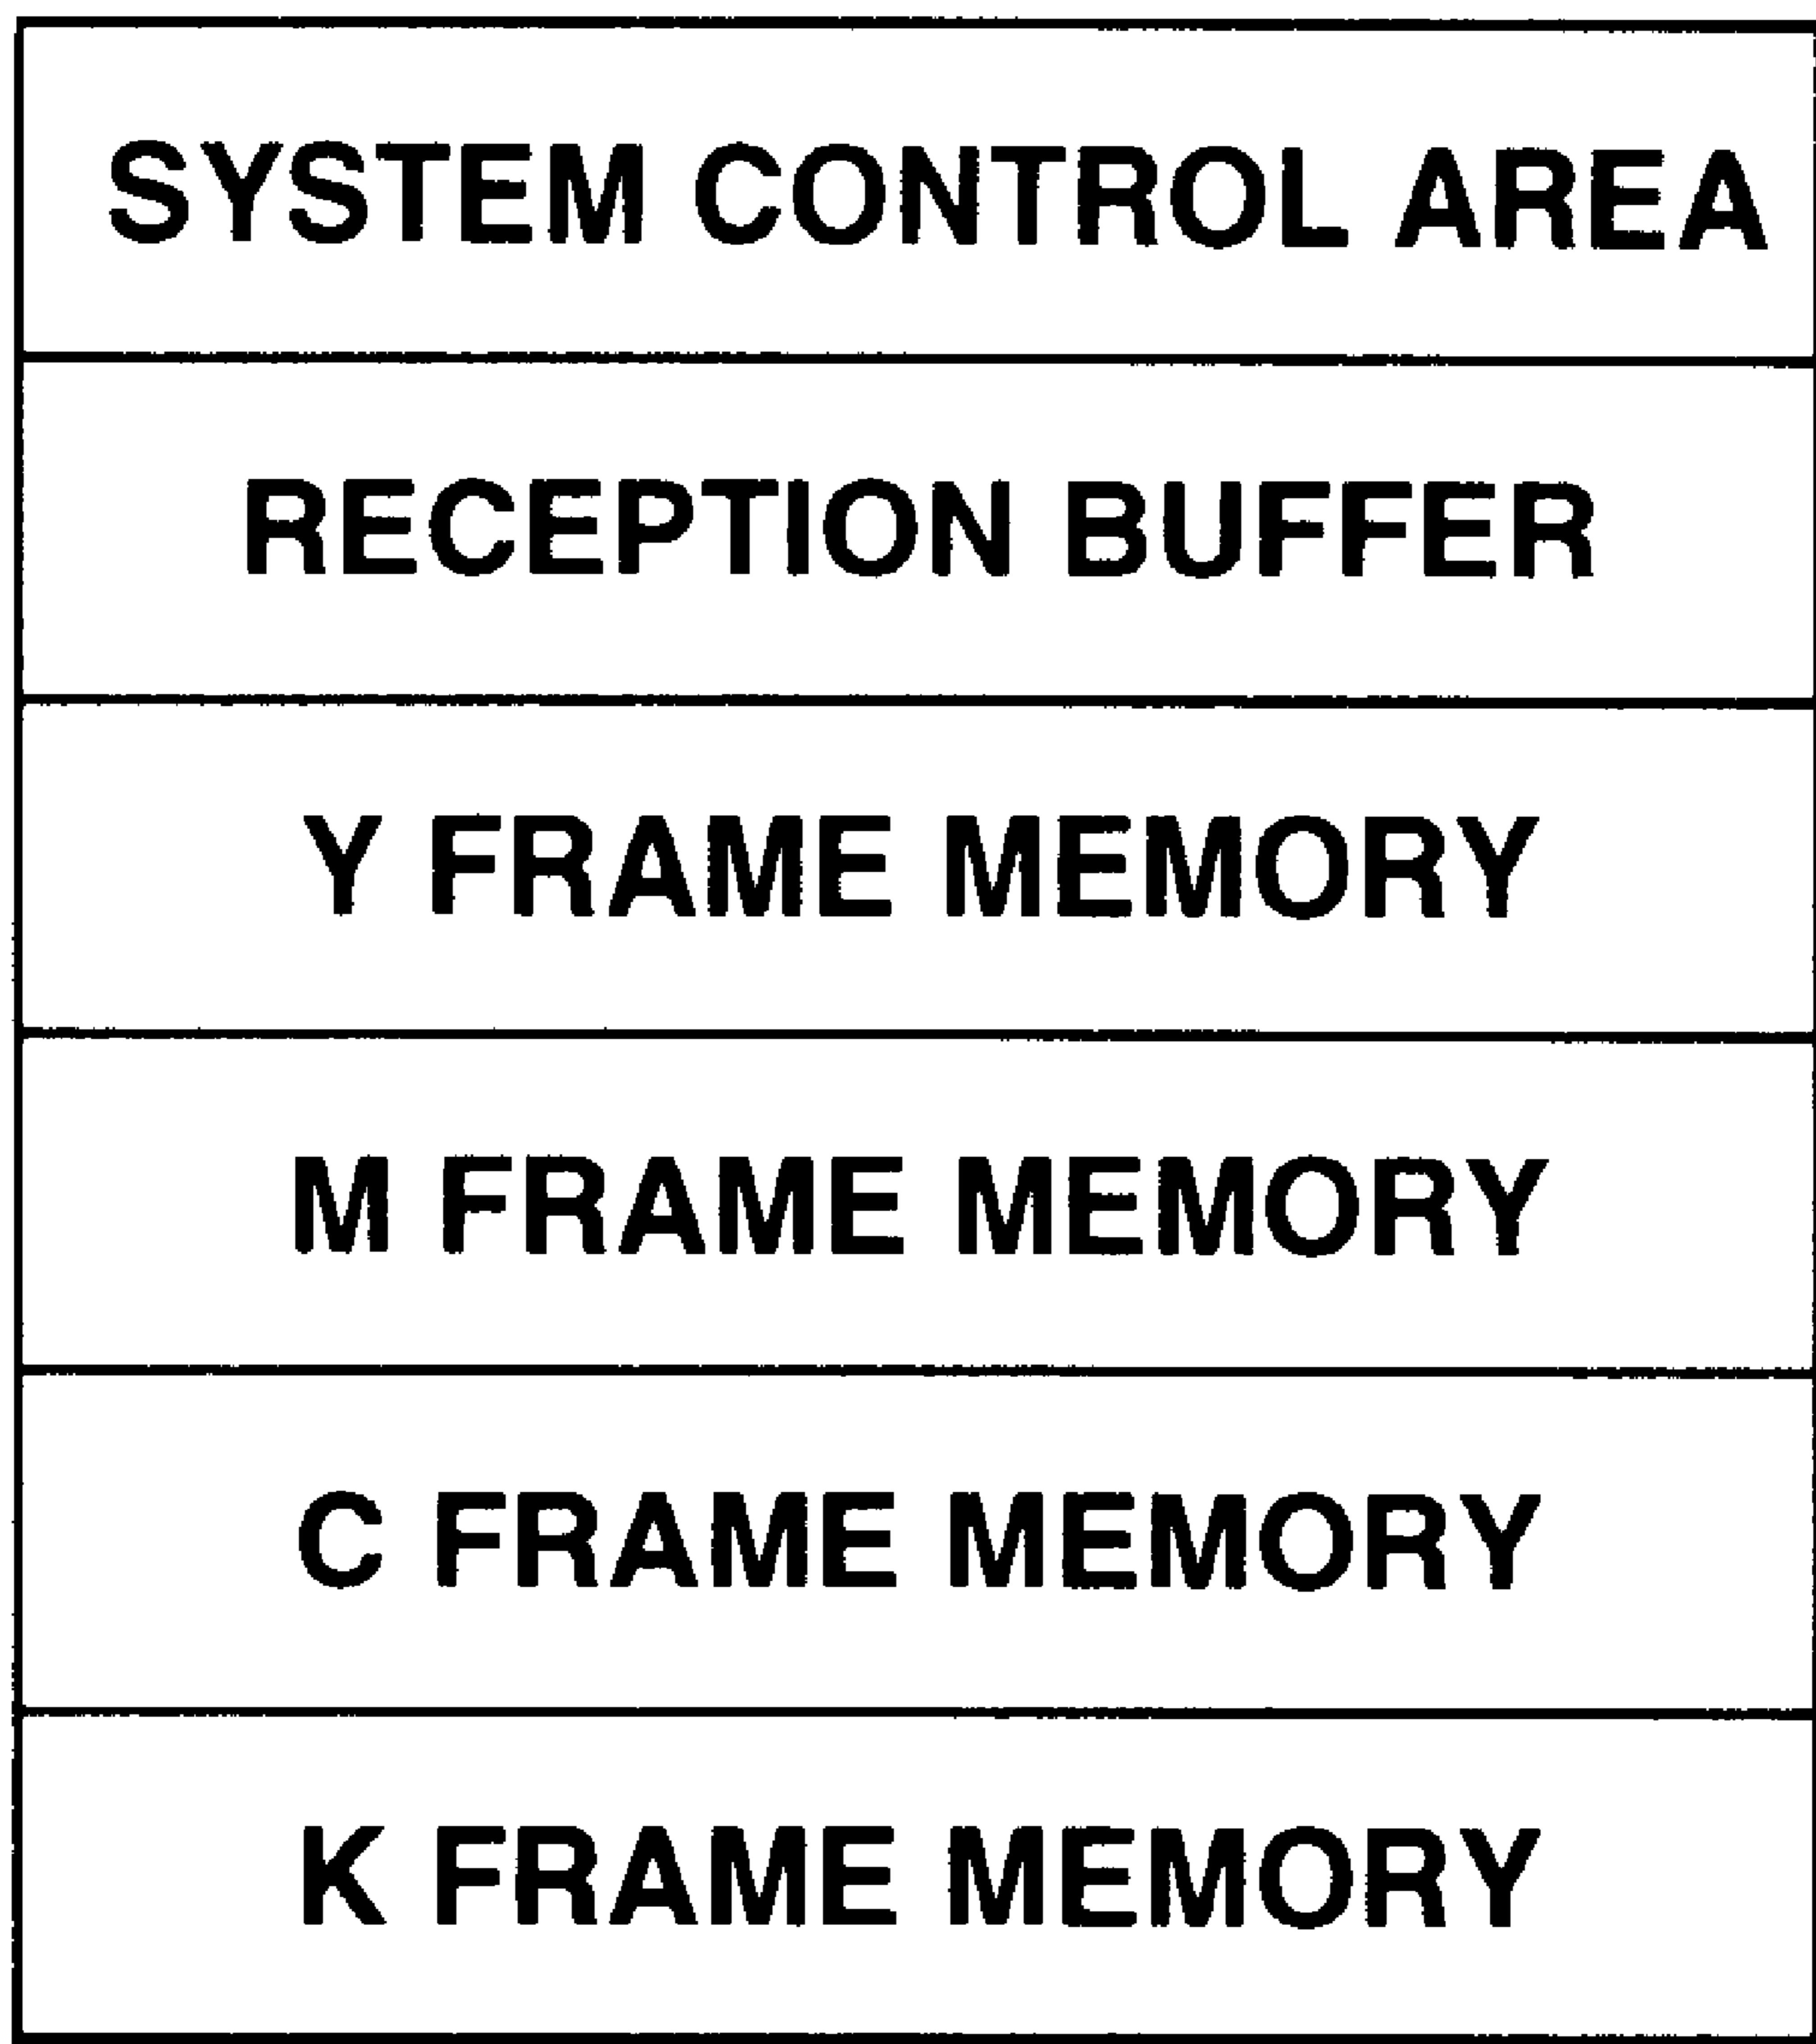 SYSTEM CONTROL AREA
RECEPTION BUFFER
Y FRAME MEMORY
M FRAME MEMORY
C FRAME MEMORY
K FRAME MEMORY